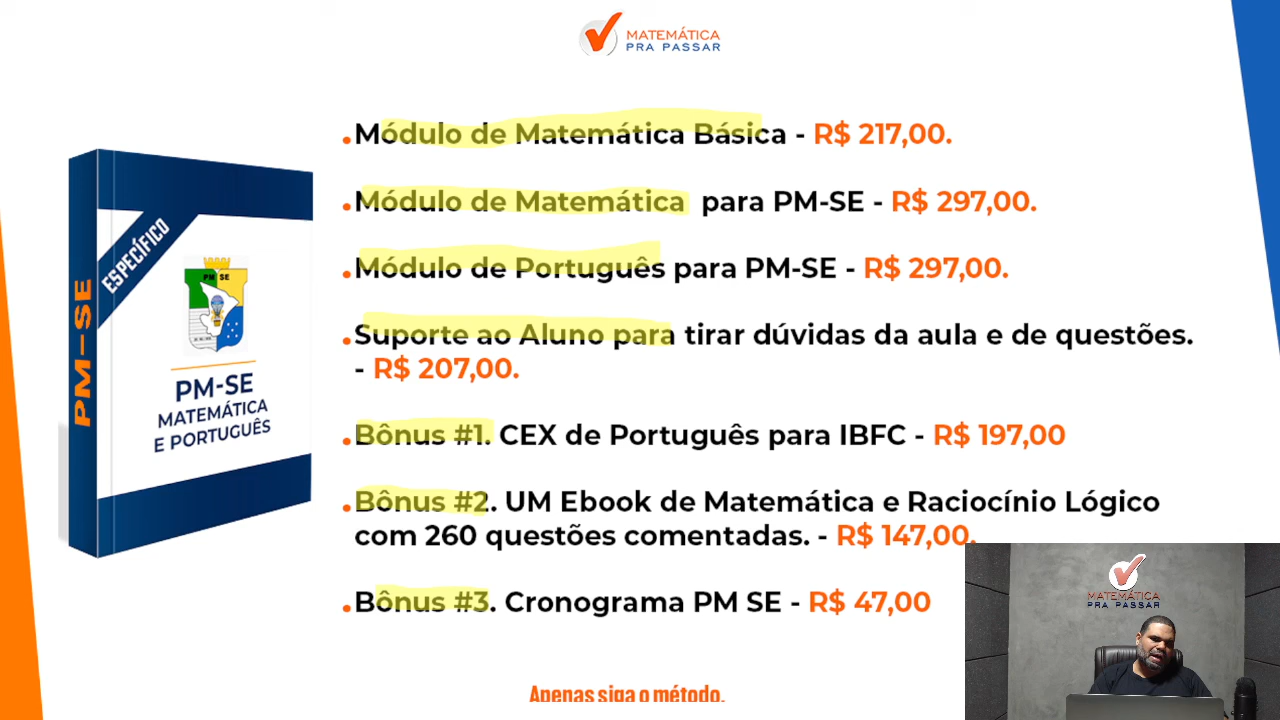 MATEMÁTICA
PRA PASSAR
.Módulo de Matemática Básica - R$ 217,00.
.Módulo de Matemática para PM-SE - R$ 297,00.
.Módulo de Português para PM-SE - R$ 297,00.
.Suporte ao Aluno para tirar dúvidas da aula e de questões.
- R$ 207,00.
.Bônus #1. CEX de Português para IBFC - R$ 197,00
.Bônus #2. UM Ebook de Matemática e Raciocínio Lógico
com 260 questões comentadas. - R$ 147,00.
.Bônus #3. Cronograma PM SE - R$ 47,00
Apenas siga o método.
PM-SE
ESPECÍFICO
PM SE
PM-SE
MATEMÁTICA
E PORTUGUÊS
MATEMÁTICA
PRA PASSAR